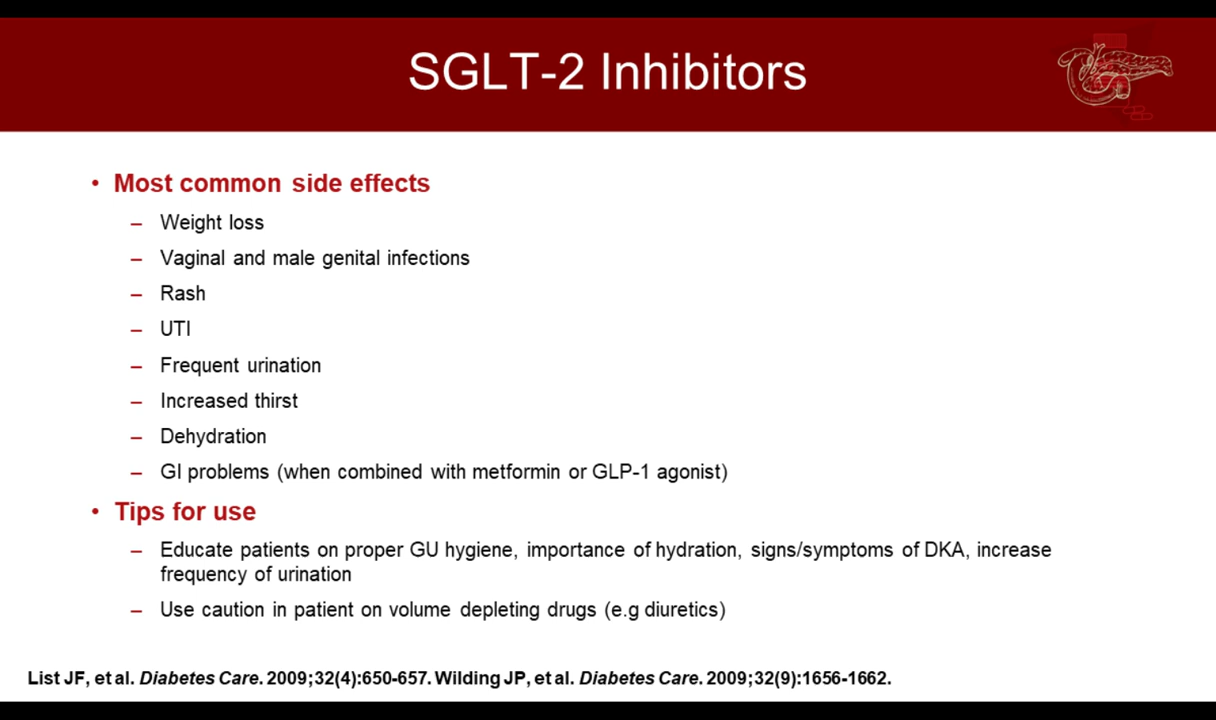 SGLT-2 Inhibitors
• Most common side effects
– Weight loss
– Vaginal and male genital infections
– Rash
– UTI
– Frequent urination
– Increased thirst
– Dehydration
– GI problems (when combined with metformin or GLP-1 agonist)
• Tips for use
– Educate patients on proper GU hygiene, importance of hydration, signs/symptoms of DKA, increase
frequency of urination
– Use caution in patient on volume depleting drugs (e.g diuretics)
List JF, et al. Diabetes Care. 2009;32(4):650-657. Wilding JP, et al. Diabetes Care. 2009;32(9):1656-1662.